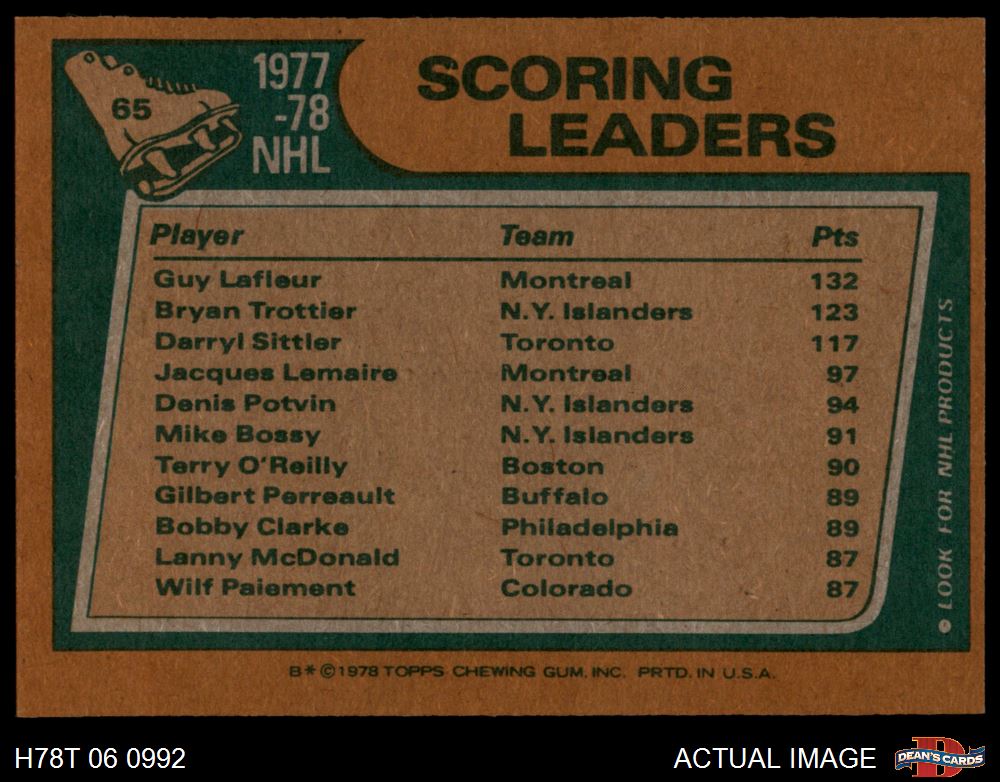 65
1977
-78
NHL
SCORING
LEADERS
Player Team Pts
Guy Lafleur Montreal 132
Bryan Trottier N.Y. Islanders 123
Darryl Sittler Toronto 117
Jacques Lemaire Montreal 97
Denis Potvin N.Y. Islanders 94
Mike Bossy N.Y. Islanders 91
Terry O'Reilly Boston 90
Gilbert Perreault Buffalo 89
Bobby Clarke Philadelphia 89
Lanny McDonald Toronto 87
Wilf Paiement Colorado 87
● LOOK FOR NHL PRODUCTS
B*©1978 TOPPS CHEWING GUM, INC. PRTD. IN U.S.A.
H78T 06 0992
ACTUAL IMAGE
D
DEAN'S CARDS